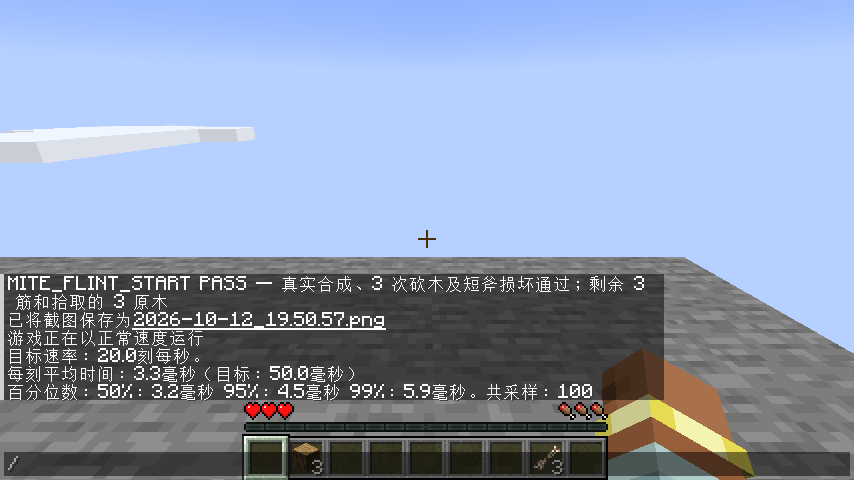 MITE_FLINT_START PASS — 真实合成、3 次砍木及短斧损坏通过；剩余 3
筋和拾取的 3 原木
已将截图保存为2026-10-12_19.50.57.png
游戏正在以正常速度运行
目标速率：20.0刻每秒。
每刻平均时间：3.3毫秒（目标：50.0毫秒）
百分位数：50%：3.2毫秒 95%：4.5毫秒 99%：5.9毫秒。共采样：100
3
3
/